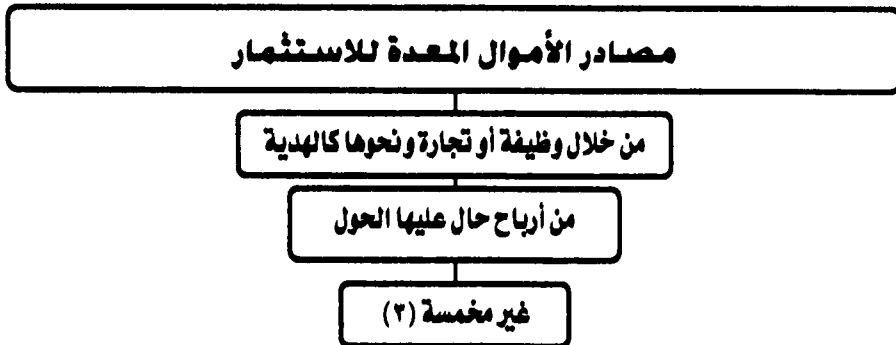 مصادر الأموال المعدة للاستثمار
من خلال وظيفة أو تجارة ونحوها كالهدية
من أرباح حال عليها الحول
غير مخمسة (٣)